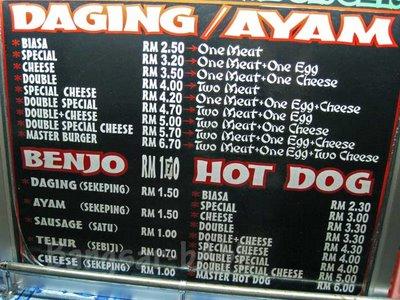 DAGING/AYAM
*BIASA RM 2.50 → One Meat
*SPECIAL RM 3.20 → One Meat+One Egg
*CHEESE RM 3.50 → One Meat+One Cheese
*DOUBLE RM 4.00 → Two Meat
*SPECIAL CHEESE RM 4.20 → One Meat+One Egg+Cheese
*DOUBLE SPECIAL RM 4.70 → Two Meat+One Egg
*DOUBLE+CHEESE RM 5.00 → Two Meat+One Cheese
*DOUBLE SPECIAL CHEESE RM 5.70 → Two Meat+One Egg+Cheese
*MASTER BURGER RM 6.70 → Two Meat+One Egg+Two Cheese
BENJO RM
*DAGING (SEKEPING) RM 1.50
*AYAM (SEKEPING) RM 1.50
*SAUSAGE (SATU) RM 1.00
*TELUR (SEBIJI) RM 0.70
*CHEESE (SEKEPING) RM 1.00
HOT DOG
*BIASA RM 2.30
*SPECIAL RM 3.00
*CHEESE RM 3.30
*DOUBLE RM 3.30
*DOUBLE+CHEESE RM 4.30
*SPECIAL CHEESE RM 4.00
*DOUBLE SPECIAL RM 4.30
*DOUBLE SPECIAL CHEESE RM 5.00
*MASTER HOT DOG RM 6.00